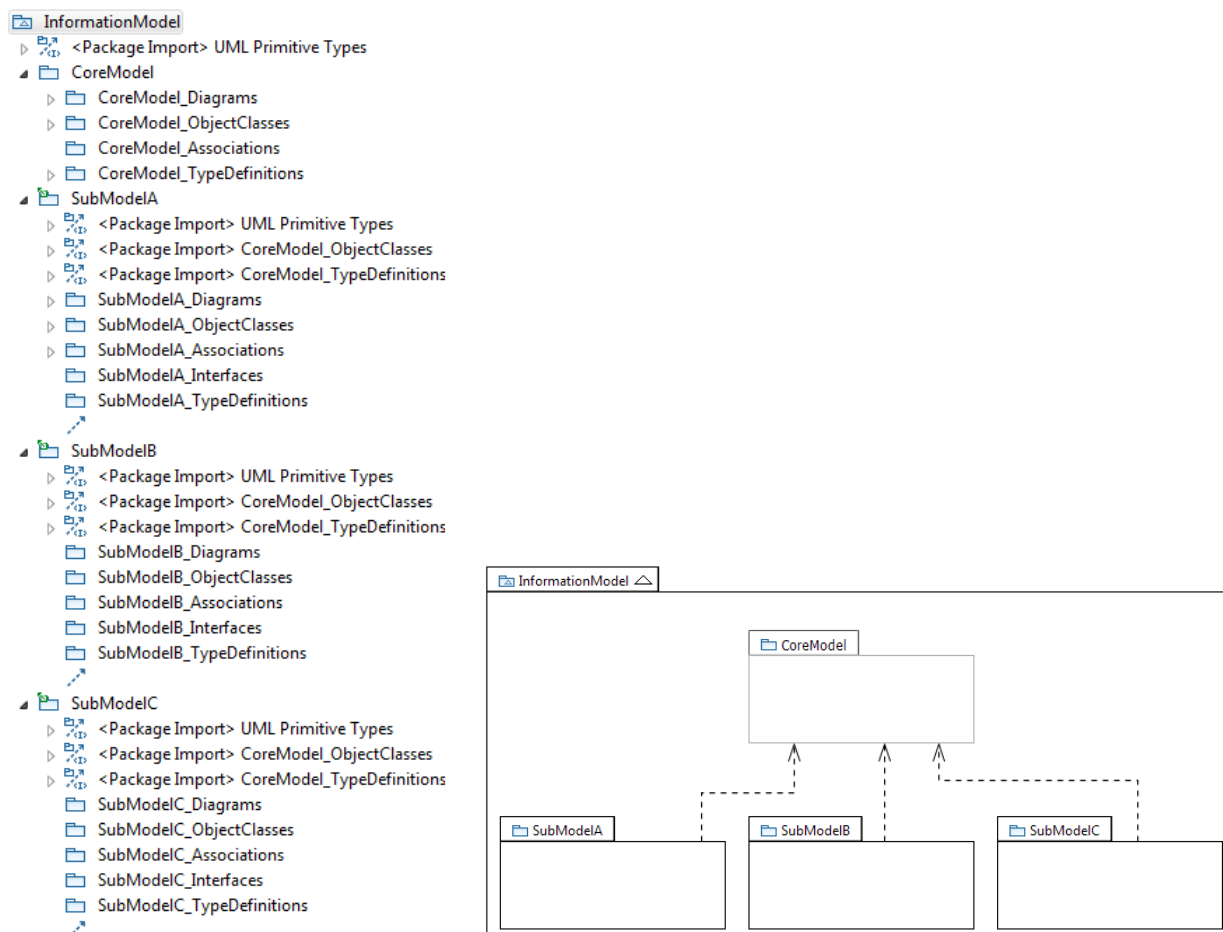 InformationModel
<Package Import> UML Primitive Types
CoreModel
CoreModel_Diagrams
CoreModel_ObjectClasses
CoreModel_Associations
CoreModel_TypeDefinitions
SubModelA
<Package Import> UML Primitive Types
<Package Import> CoreModel_ObjectClasses
<Package Import> CoreModel_TypeDefinitions
SubModelA_Diagrams
SubModelA_ObjectClasses
SubModelA_Associations
SubModelA_Interfaces
SubModelA_TypeDefinitions
SubModelB
<Package Import> UML Primitive Types
<Package Import> CoreModel_ObjectClasses
<Package Import> CoreModel_TypeDefinitions
SubModelB_Diagrams
SubModelB_ObjectClasses
SubModelB_Associations
SubModelB_Interfaces
SubModelB_TypeDefinitions
SubModelC
<Package Import> UML Primitive Types
<Package Import> CoreModel_ObjectClasses
<Package Import> CoreModel_TypeDefinitions
SubModelC_Diagrams
SubModelC_ObjectClasses
SubModelC_Associations
SubModelC_Interfaces
SubModelC_TypeDefinitions
InformationModel
CoreModel
SubModelA
SubModelB
SubModelC